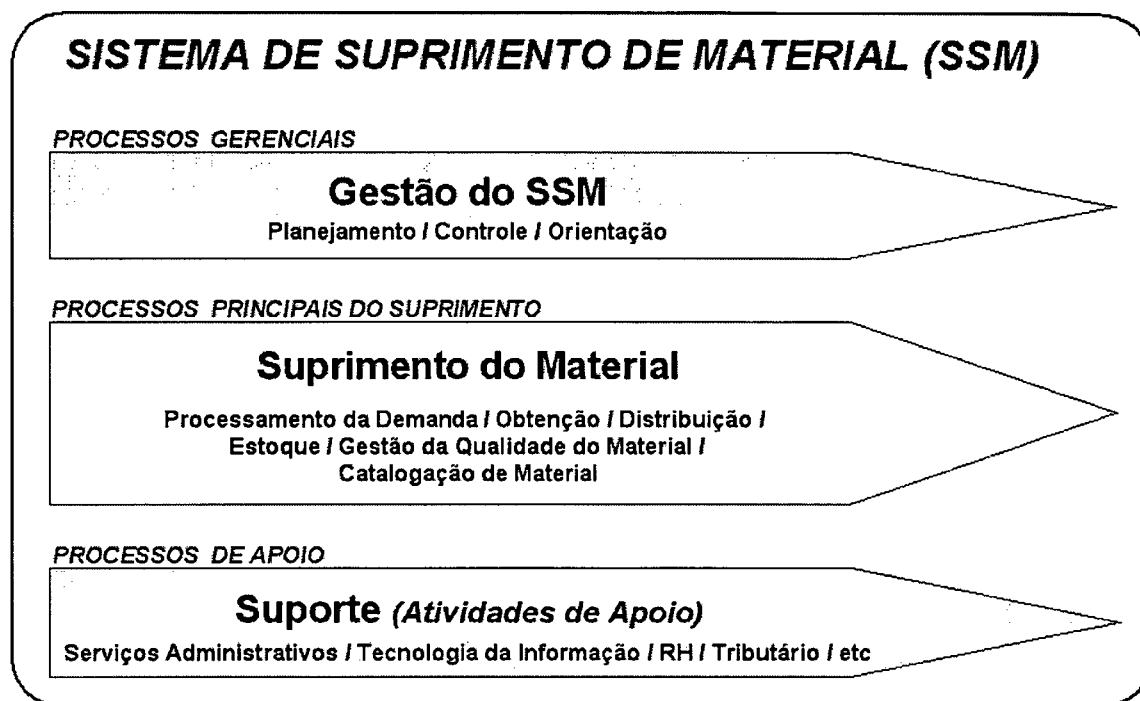 SISTEMA DE SUPRIMENTO DE MATERIAL (SSM)
PROCESSOS GERENCIAIS
Gestão do SSM
Planejamento / Controle / Orientação
PROCESSOS PRINCIPAIS DO SUPRIMENTO
Suprimento do Material
Processamento da Demanda / Obtenção / Distribuição /
Estoque / Gestão da Qualidade do Material /
Catalogação de Material
PROCESSOS DE APOIO
Suporte (Atividades de Apoio)
Serviços Administrativos / Tecnologia da Informação / RH / Tributário / etc